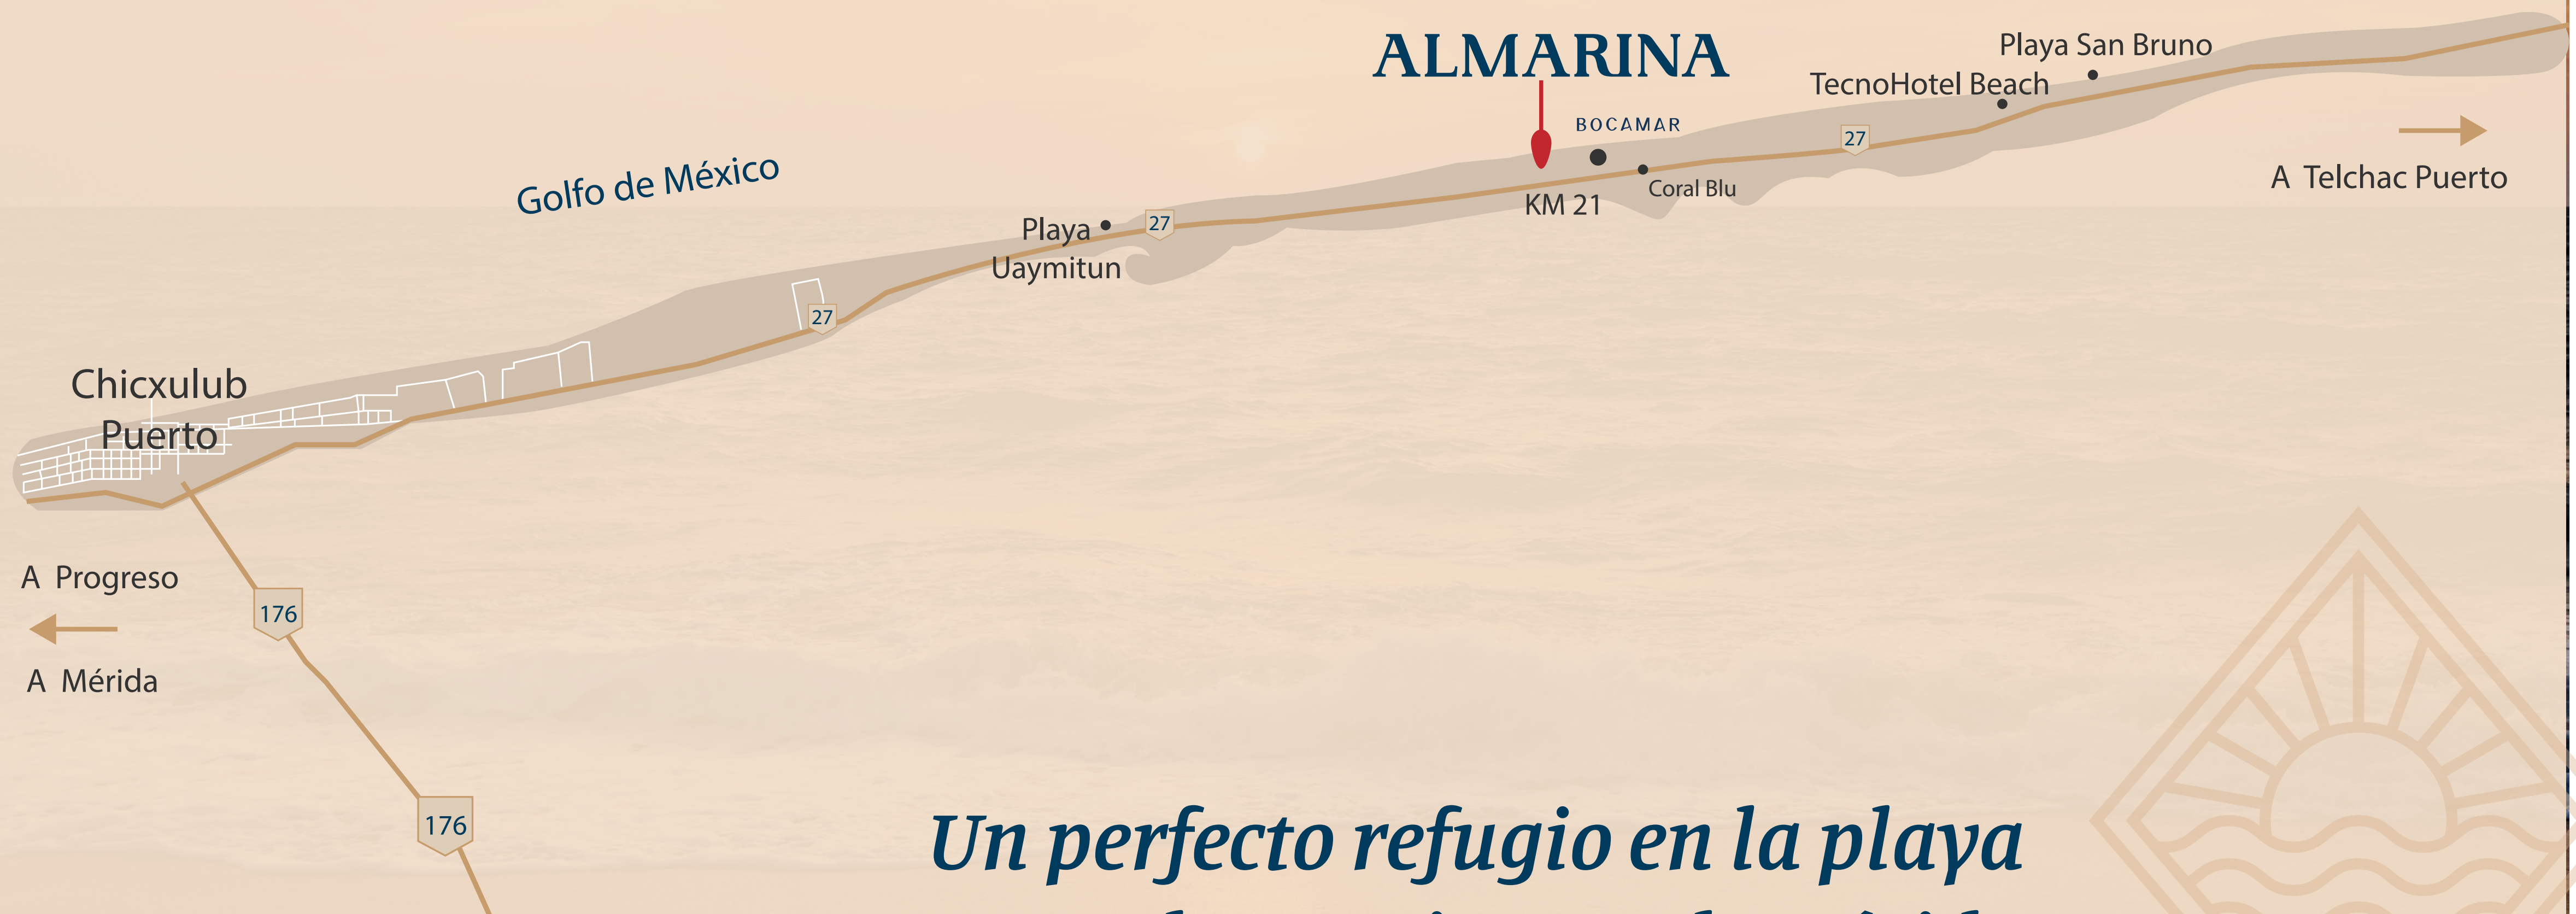 ALMARINA
Playa San Bruno
TecnoHotel Beach
BOCAMAR
27
A Telchac Puerto
Golfo de México
Coral Blu
KM 21
Playa
Uaymitun
27
27
Chicxulub
Puerto
A Progreso
176
A Mérida
176
Un perfecto refugio en la playa